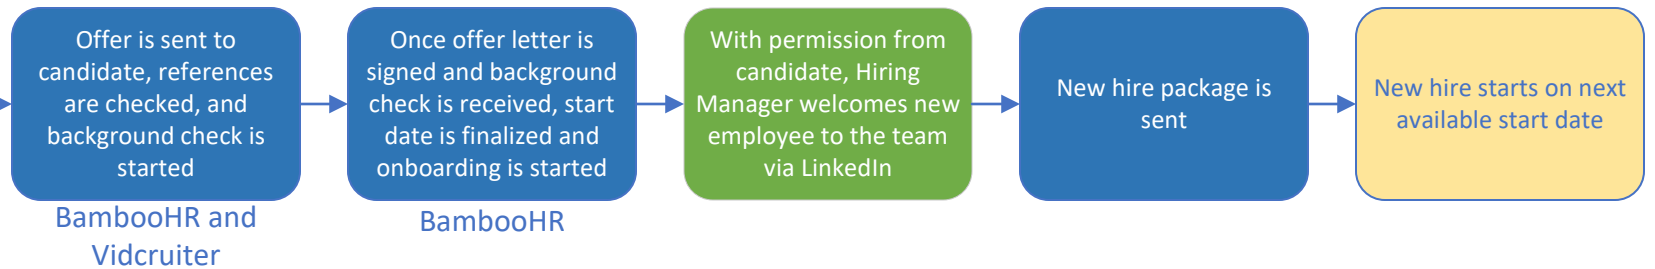 Offer is sent to
candidate, references
are checked, and
background check is
started
BambooHR and
Vidcruiter
Once offer letter is
signed and background
check is received, start
date is finalized and
onboarding is started
BambooHR
With permission from
candidate, Hiring
Manager welcomes new
employee to the team
via LinkedIn
New hire package is
sent
New hire starts on next
available start date